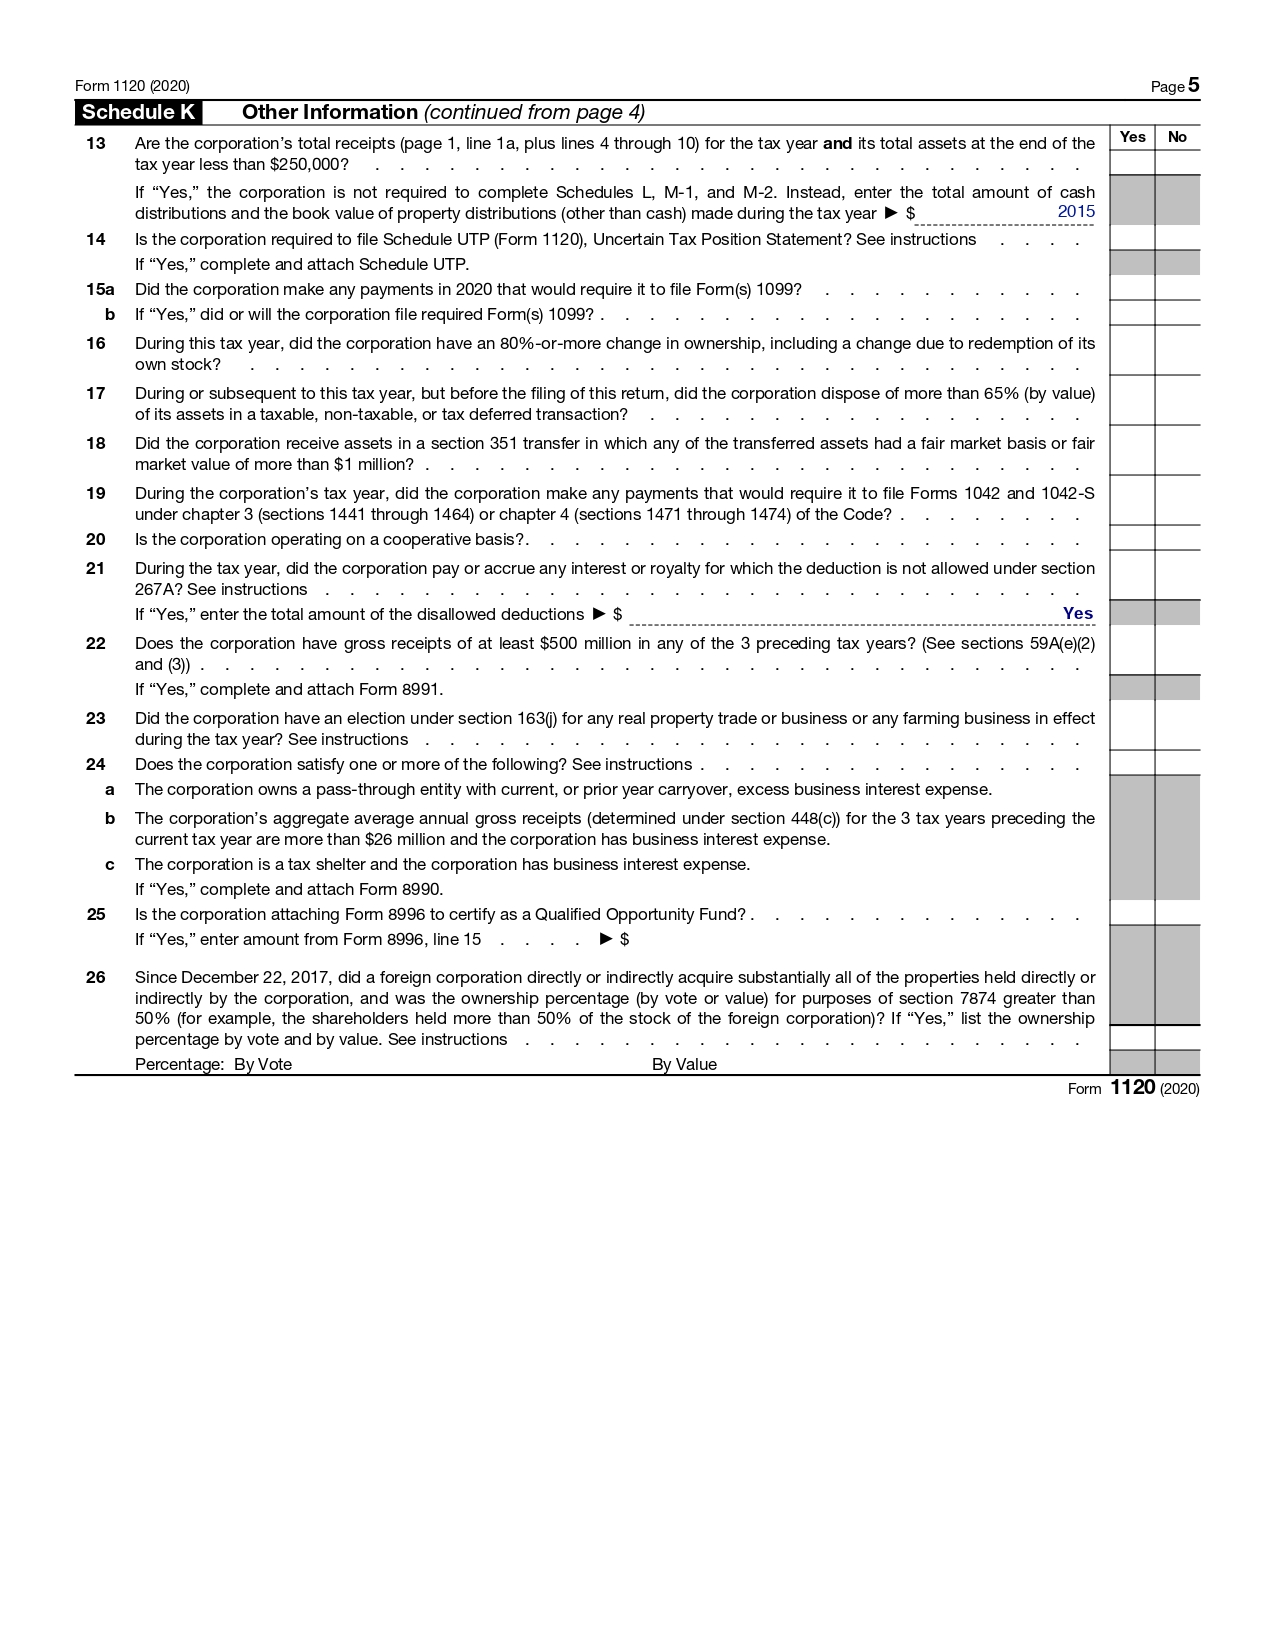 Form 1120 (2020) Page 5
Schedule K Other Information (continued from page 4)
Yes No
13 Are the corporation’s total receipts (page 1, line 1a, plus lines 4 through 10) for the tax year and its total assets at the end of the
tax year less than $250,000? . . . . . . . . . . . . . . . . . . . . . . . . . . . . .
If “Yes,” the corporation is not required to complete Schedules L, M-1, and M-2. Instead, enter the total amount of cash
distributions and the book value of property distributions (other than cash) made during the tax year ▶ $ 2015
14 Is the corporation required to file Schedule UTP (Form 1120), Uncertain Tax Position Statement? See instructions . . . .
If “Yes,” complete and attach Schedule UTP.
15a Did the corporation make any payments in 2020 that would require it to file Form(s) 1099? . . . . . . . . . . .
b If “Yes,” did or will the corporation file required Form(s) 1099? . . . . . . . . . . . . . . . . . . . .
16 During this tax year, did the corporation have an 80%-or-more change in ownership, including a change due to redemption of its
own stock? . . . . . . . . . . . . . . . . . . . . . . . . . . . . . . . . . .
17 During or subsequent to this tax year, but before the filing of this return, did the corporation dispose of more than 65% (by value)
of its assets in a taxable, non-taxable, or tax deferred transaction? . . . . . . . . . . . . . . . . . .
18 Did the corporation receive assets in a section 351 transfer in which any of the transferred assets had a fair market basis or fair
market value of more than $1 million? . . . . . . . . . . . . . . . . . . . . . . . . . . .
19 During the corporation’s tax year, did the corporation make any payments that would require it to file Forms 1042 and 1042-S
under chapter 3 (sections 1441 through 1464) or chapter 4 (sections 1471 through 1474) of the Code? . . . . . . . .
20 Is the corporation operating on a cooperative basis?. . . . . . . . . . . . . . . . . . . . . . .
21 During the tax year, did the corporation pay or accrue any interest or royalty for which the deduction is not allowed under section
267A? See instructions . . . . . . . . . . . . . . . . . . . . . . . . . . . . . . .
If “Yes,” enter the total amount of the disallowed deductions ▶ $ Yes
22 Does the corporation have gross receipts of at least $500 million in any of the 3 preceding tax years? (See sections 59A(e)(2)
and (3)) . . . . . . . . . . . . . . . . . . . . . . . . . . . . . . . . . . . .
If “Yes,” complete and attach Form 8991.
23 Did the corporation have an election under section 163(j) for any real property trade or business or any farming business in effect
during the tax year? See instructions . . . . . . . . . . . . . . . . . . . . . . . . . . .
24 Does the corporation satisfy one or more of the following? See instructions . . . . . . . . . . . . . . . .
a The corporation owns a pass-through entity with current, or prior year carryover, excess business interest expense.
b The corporation’s aggregate average annual gross receipts (determined under section 448(c)) for the 3 tax years preceding the
current tax year are more than $26 million and the corporation has business interest expense.
c The corporation is a tax shelter and the corporation has business interest expense.
If “Yes,” complete and attach Form 8990.
25 Is the corporation attaching Form 8996 to certify as a Qualified Opportunity Fund? . . . . . . . . . . . . . .
If “Yes,” enter amount from Form 8996, line 15 . . . . ▶ $
26 Since December 22, 2017, did a foreign corporation directly or indirectly acquire substantially all of the properties held directly or
indirectly by the corporation, and was the ownership percentage (by vote or value) for purposes of section 7874 greater than
50% (for example, the shareholders held more than 50% of the stock of the foreign corporation)? If “Yes,” list the ownership
percentage by vote and by value. See instructions . . . . . . . . . . . . . . . . . . . . . . .
Percentage: By Vote By Value
Form 1120 (2020)